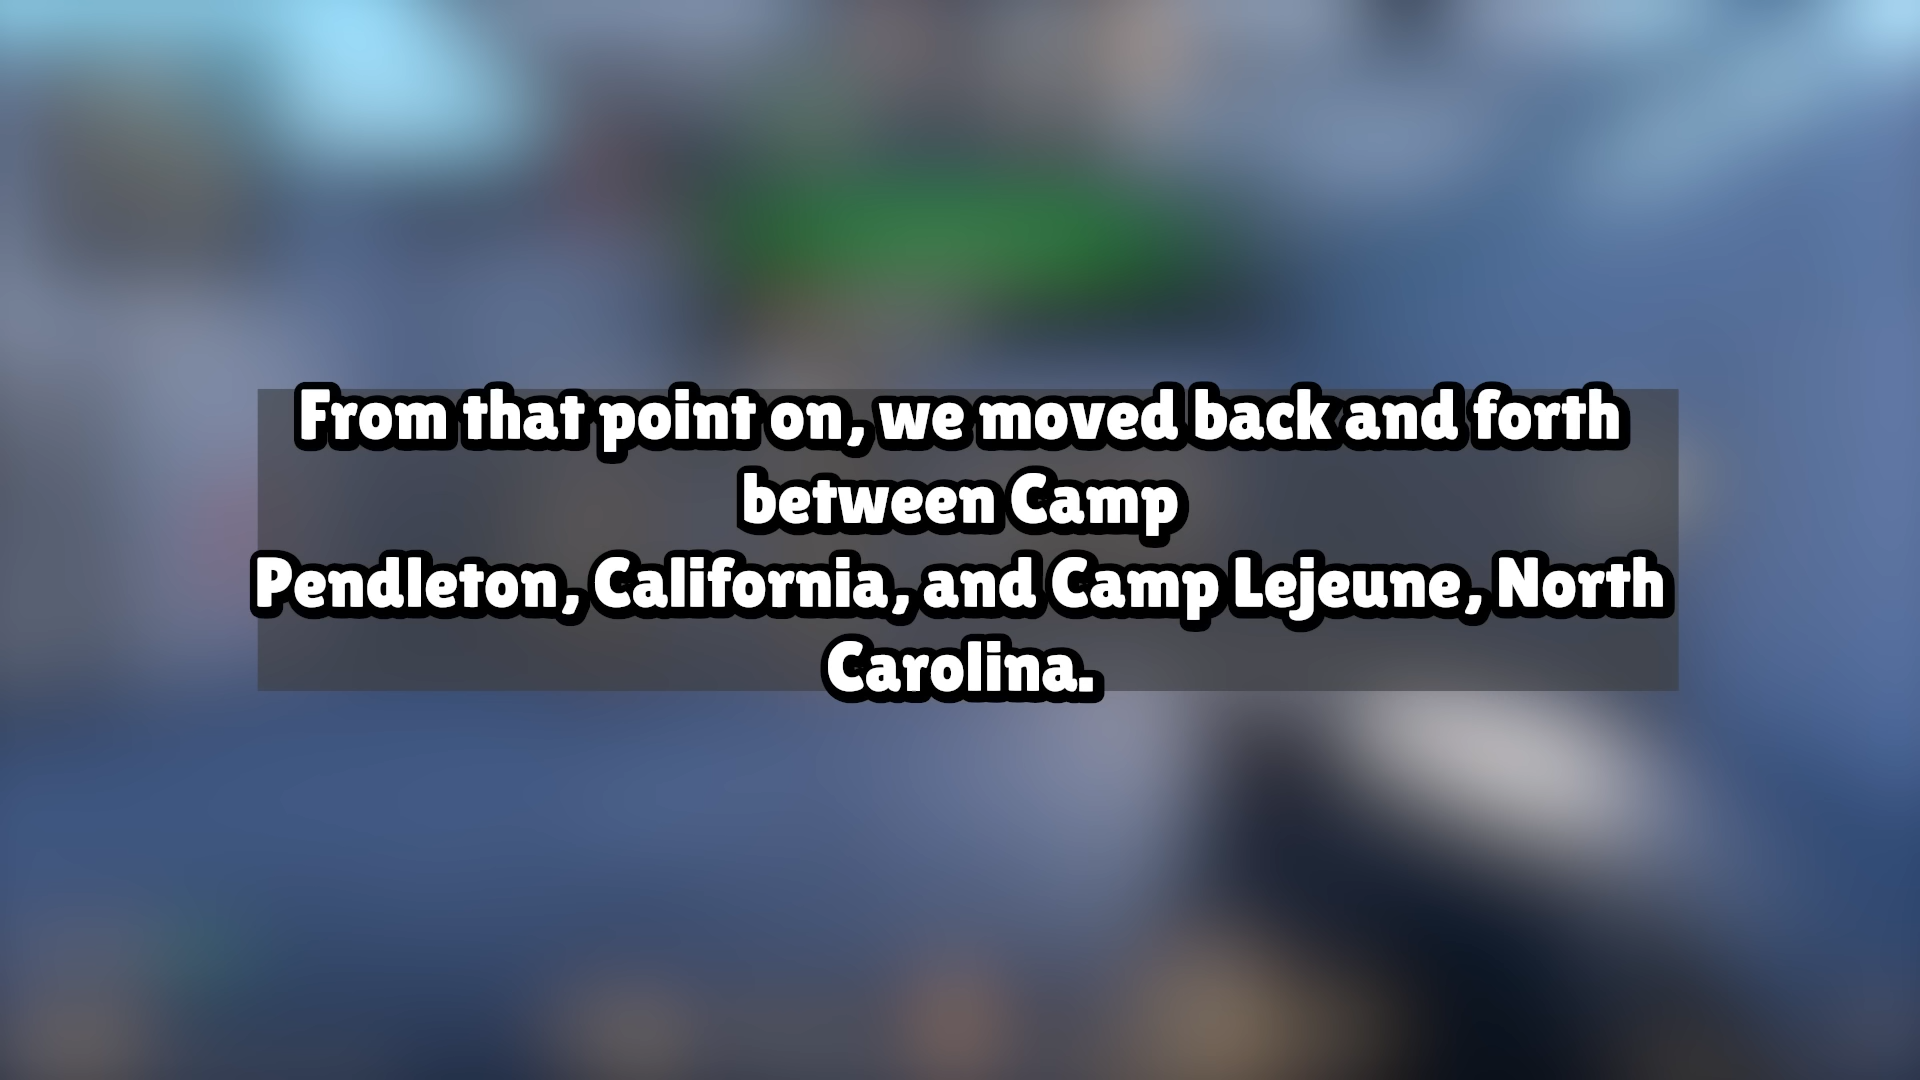 From that point on, we moved back and forth
between Camp
Pendleton, California, and Camp Lejeune, North
Carolina.